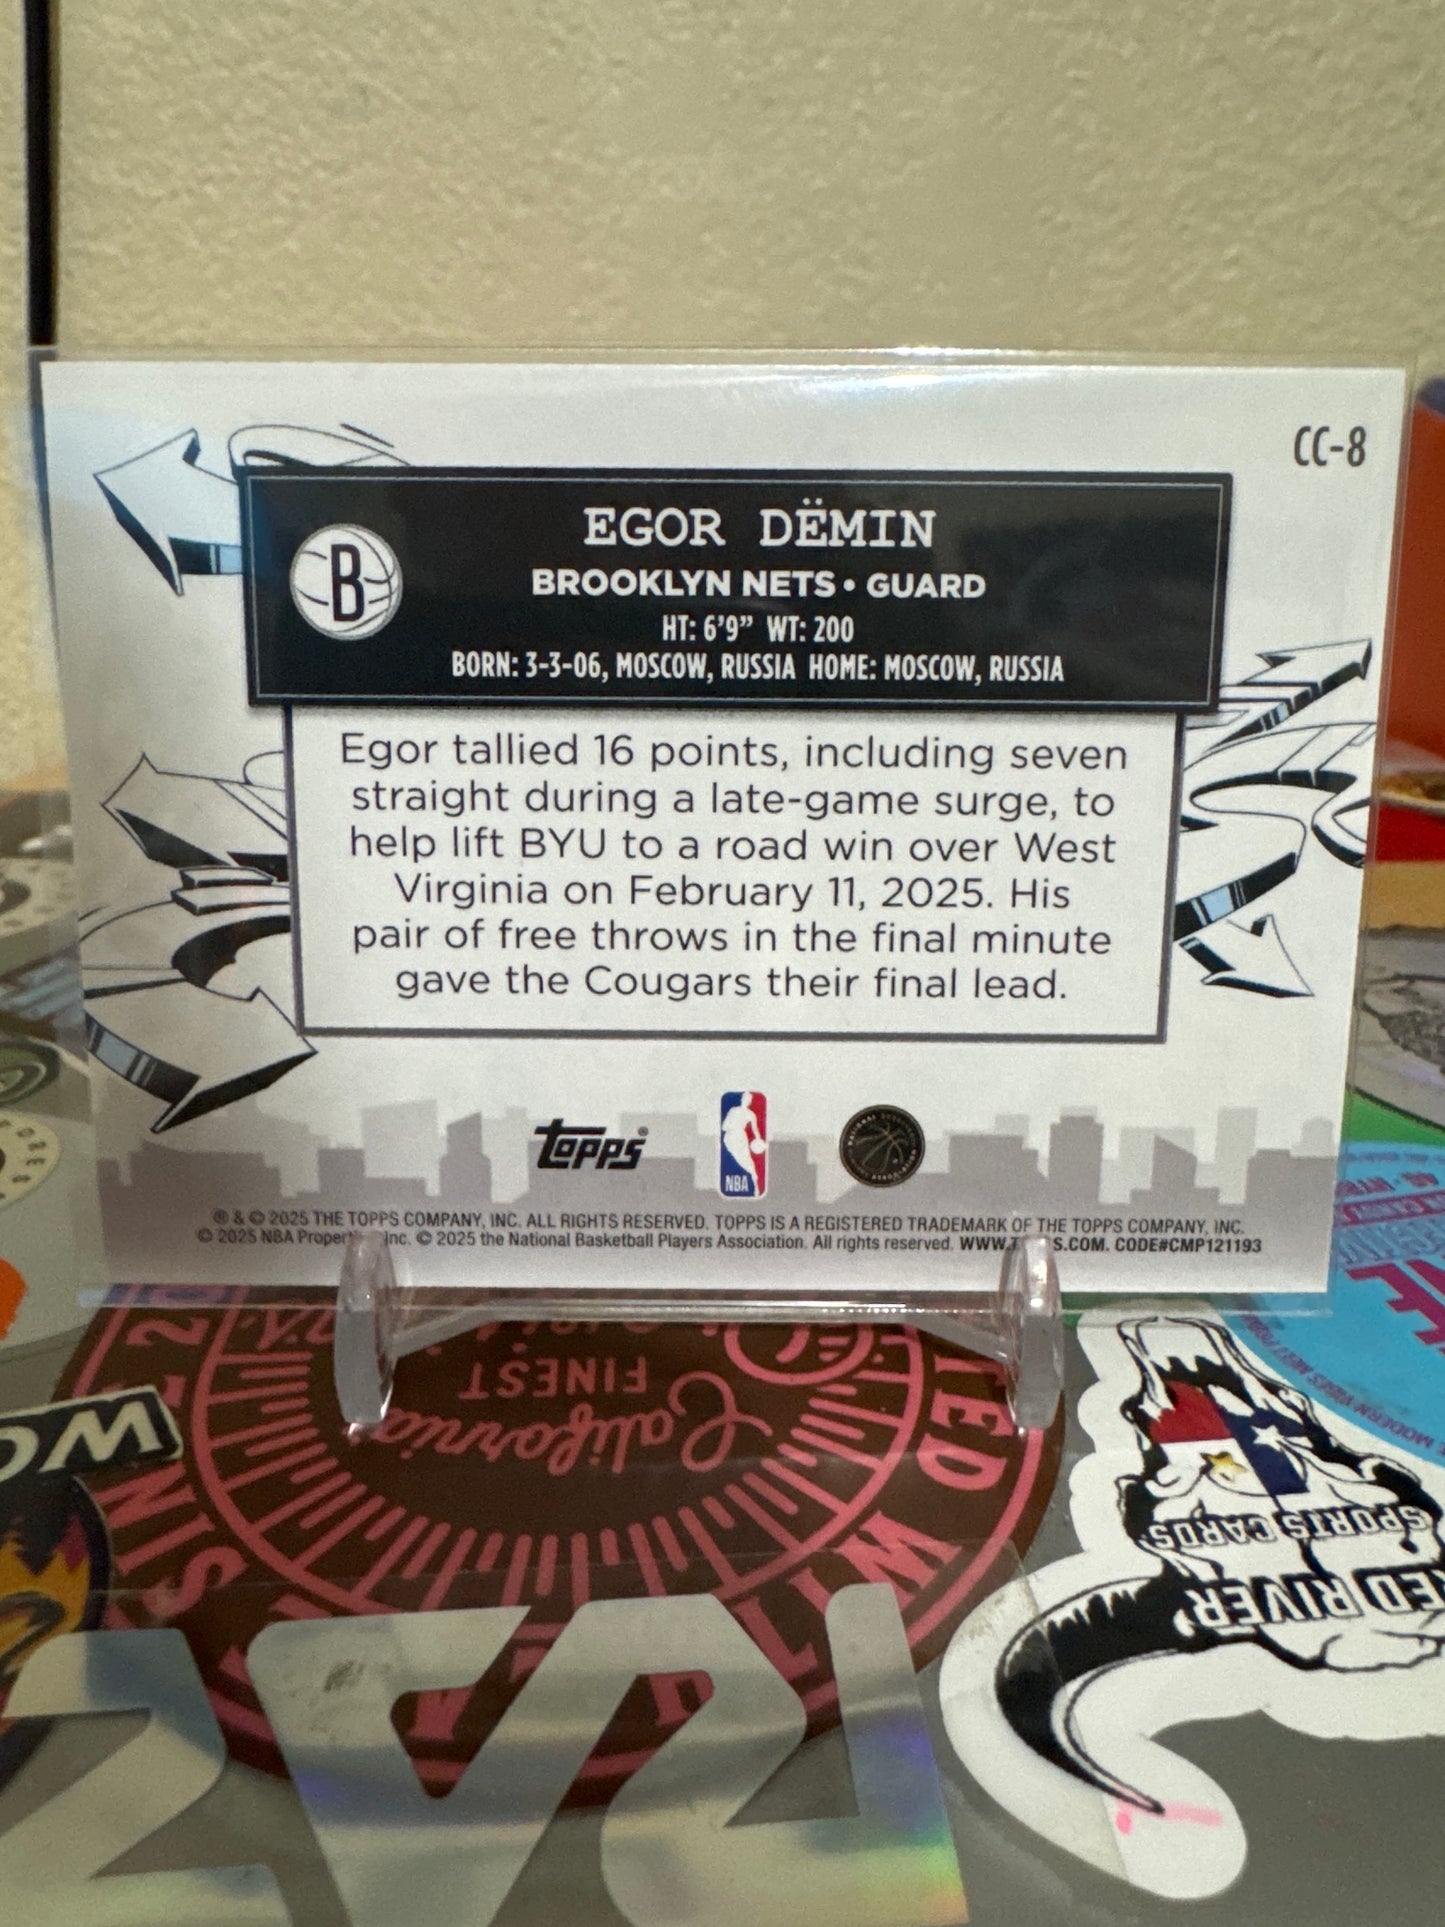 CC-8
B
EGOR DËMIN
BROOKLYN NETS • GUARD
HT: 6'9” WT: 200
BORN: 3-3-06, MOSCOW, RUSSIA HOME: MOSCOW, RUSSIA
Egor tallied 16 points, including seven
straight during a late-game surge, to
help lift BYU to a road win over West
Virginia on February 11, 2025. His
pair of free throws in the final minute
gave the Cougars their final lead.
topps®
NBA
® & © 2025 THE TOPPS COMPANY, INC. ALL RIGHTS RESERVED. TOPPS IS A REGISTERED TRADEMARK OF THE TOPPS COMPANY, INC.
© 2025 NBA Inc. © 2025 the National Basketball Players Association. All rights reserved. CODE#CMP121193
California
FINEST
RED RIVER
SPORTS CARDS